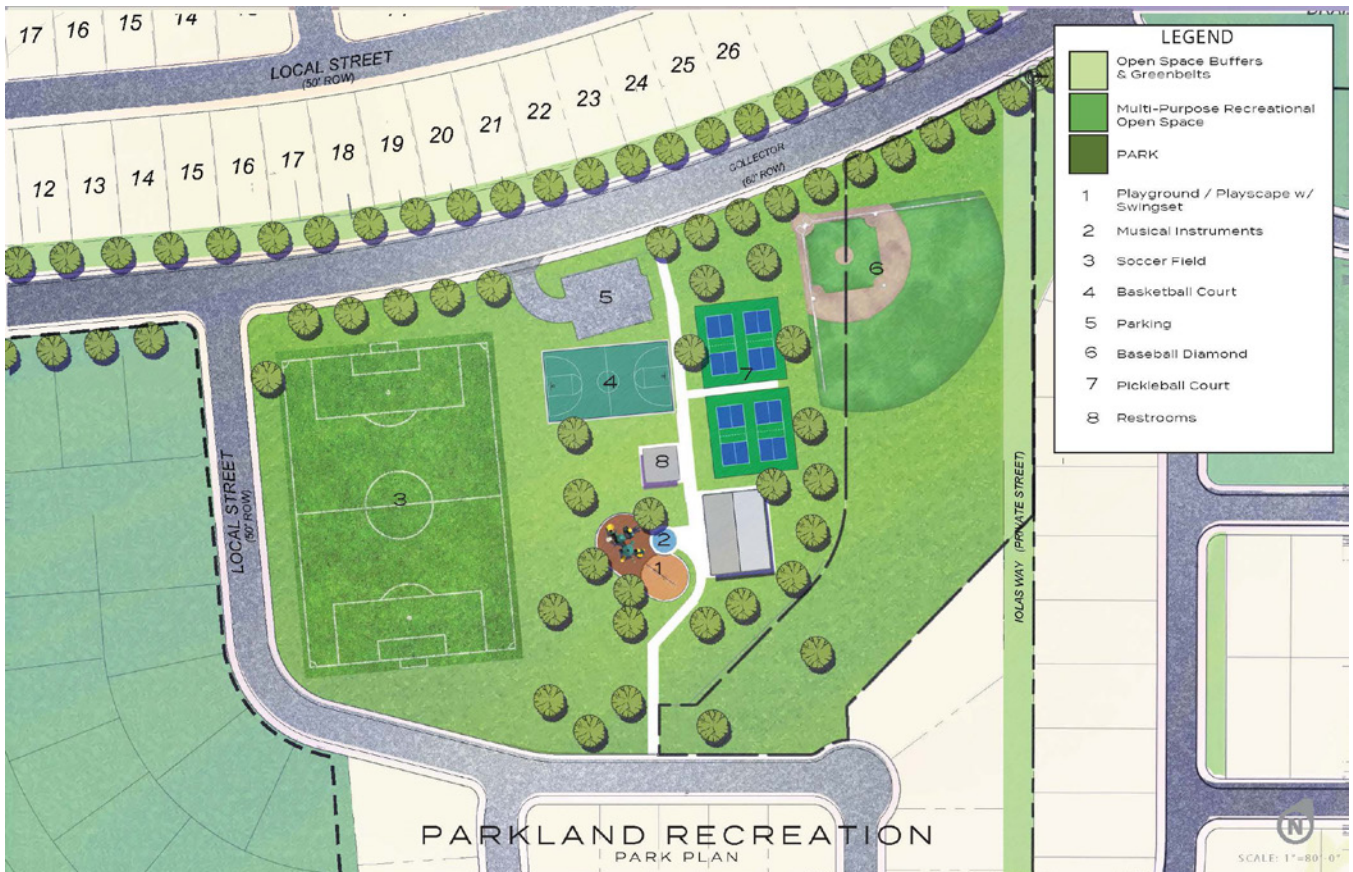 17 16 15 14
LOCAL STREET
(50' ROW)
12 13 14 15 16 17 18 19 20 21 22 23 24 25 26
COLLECTOR
(60' ROW)
LOCAL STREET
(50' ROW)
IOLAS WAY (PRIVATE STREET)
5
6
4
7
8
3
2
1
LEGEND
Open Space Buffers
& Greenbelts
Multi-Purpose Recreational
Open Space
PARK
1 Playground / Playscape w/
Swingset
2 Musical Instruments
3 Soccer Field
4 Basketball Court
5 Parking
6 Baseball Diamond
7 Pickleball Court
8 Restrooms
PARKLAND RECREATION
PARK PLAN
N
SCALE: 1"=80'-0"